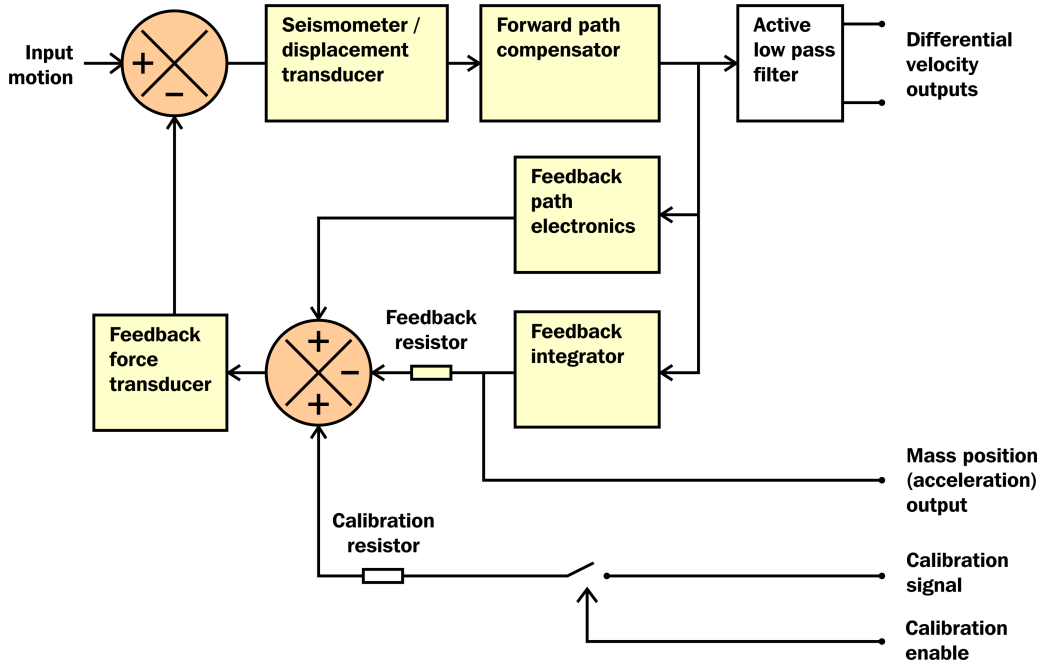 Input
motion
+
−
Seismometer /
displacement
transducer
Forward path
compensator
Active
low pass
filter
Differential
velocity
outputs
Feedback
path
electronics
Feedback
force
transducer
+
−
+
Feedback
resistor
Feedback
integrator
Mass position
(acceleration)
output
Calibration
resistor
Calibration
signal
Calibration
enable